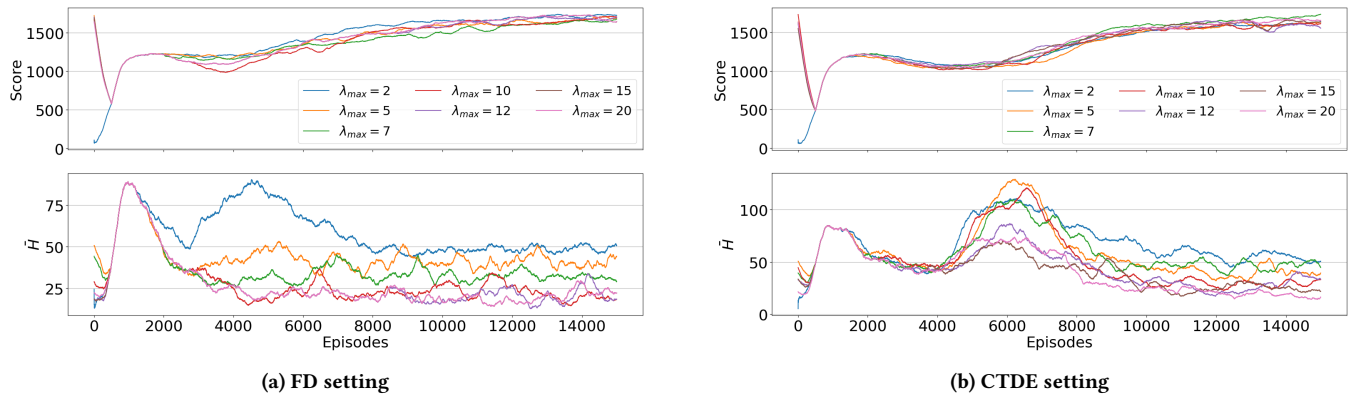 1500
1000
500
0
Score
λmax = 2
λmax = 5
λmax = 7
λmax = 10
λmax = 12
λmax = 15
λmax = 20
75
50
25
H̄
0 2000 4000 6000 8000 10000 12000 14000
Episodes
(a) FD setting
1500
1000
500
0
Score
λmax = 2
λmax = 5
λmax = 7
λmax = 10
λmax = 12
λmax = 15
λmax = 20
100
50
0
H̄
0 2000 4000 6000 8000 10000 12000 14000
Episodes
(b) CTDE setting